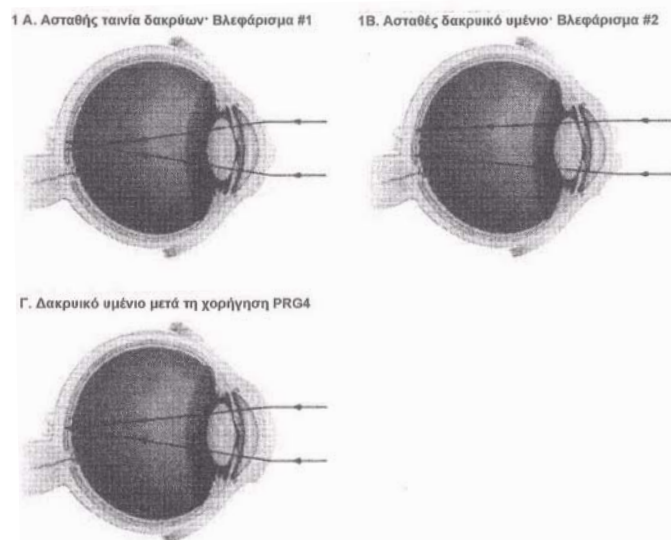 1 Α. Ασταθής ταινία δακρύων· Βλεφάρισμα #1
1Β. Ασταθές δακρυικό υμένιο· Βλεφάρισμα #2
Γ. Δακρυικό υμένιο μετά τη χορήγηση PRG4